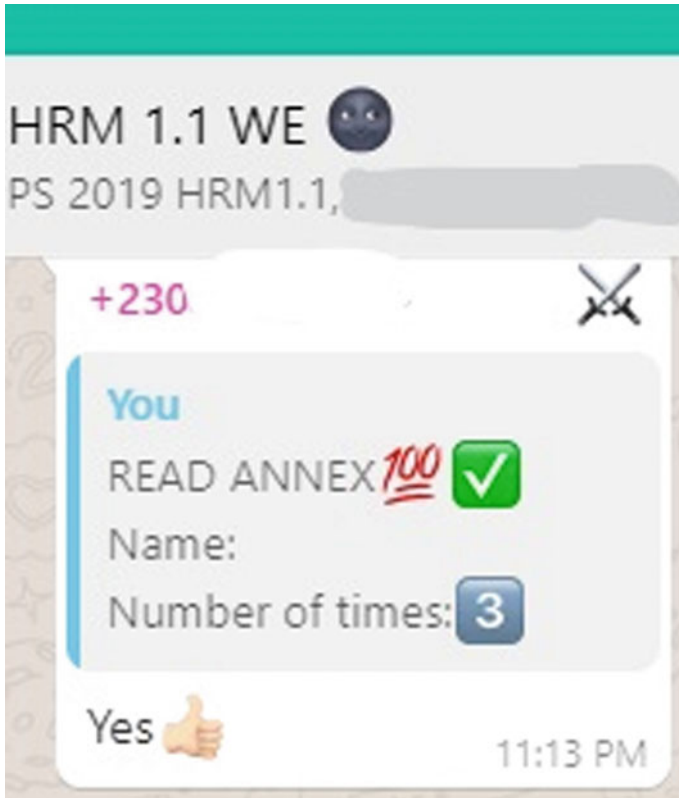 HRM 1.1 WE 🌚
PS 2019 HRM1.1,
+230 ⚔
You
READ ANNEX💯✅
Name:
Number of times:3️⃣
Yes👍🏻
11:13 PM